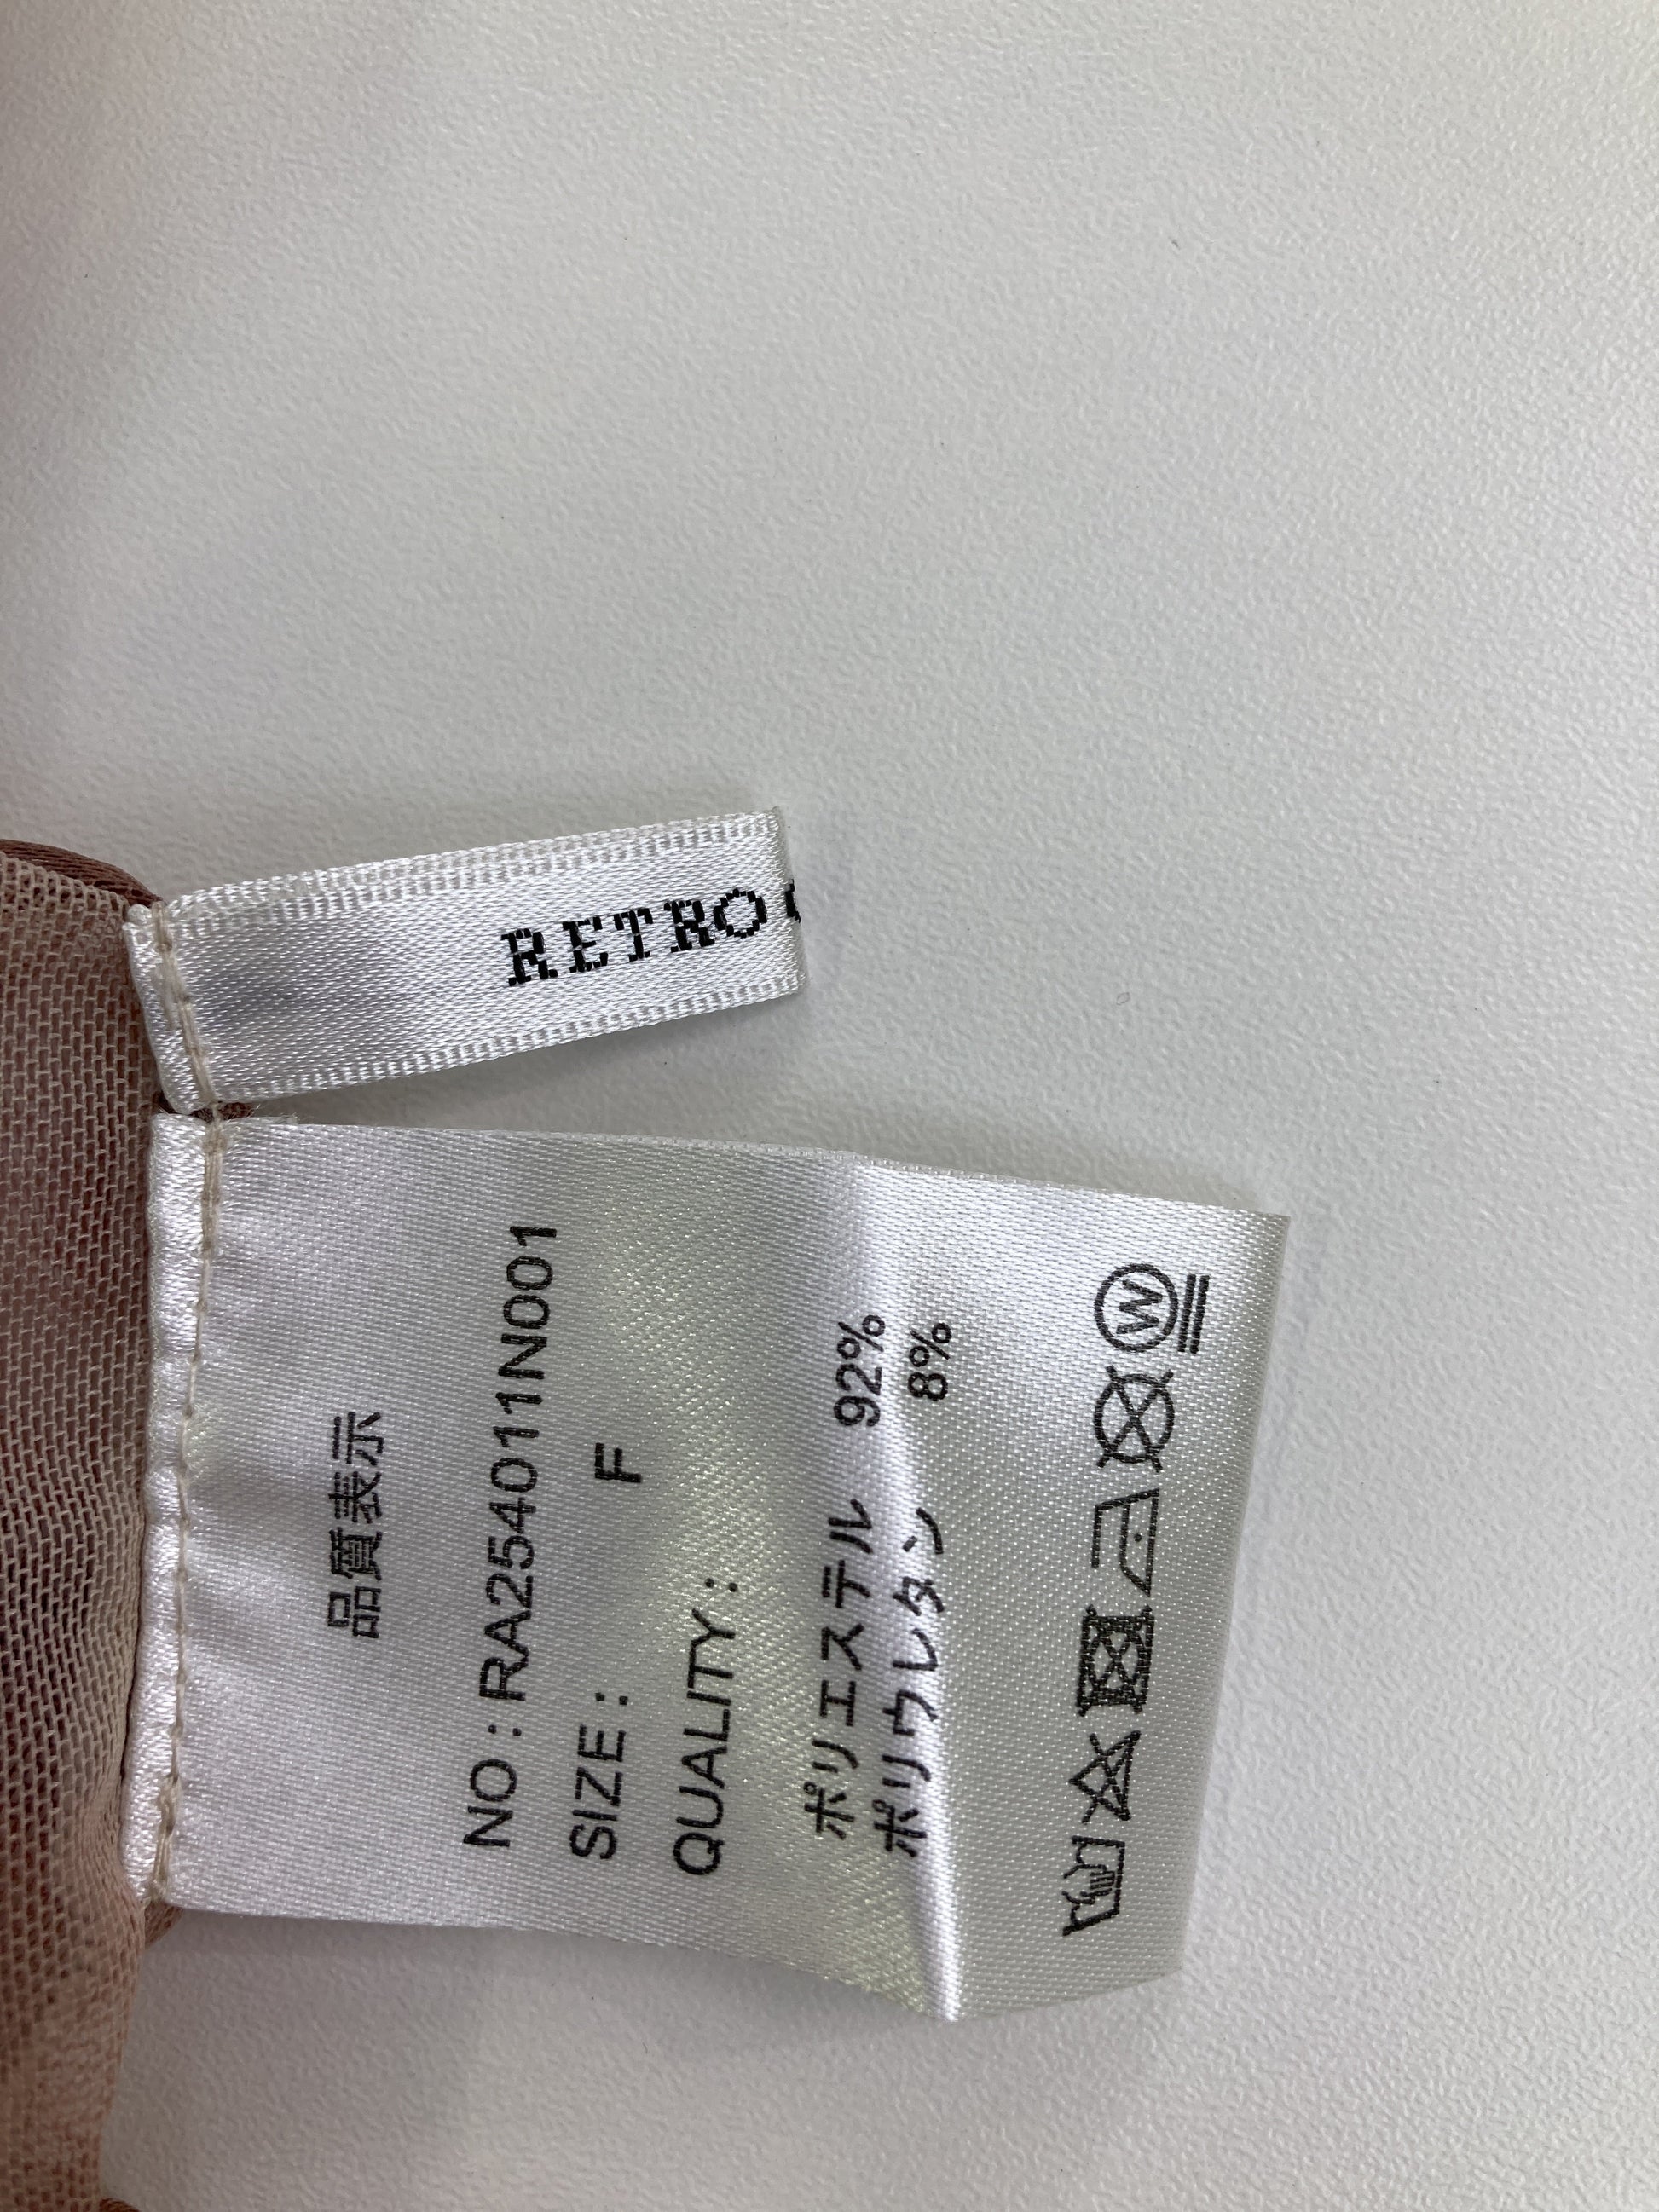 RETRO
品質表示
NO : RA254011N001
SIZE : F
QUALITY :
ポリエステル 92%
ポリウレタン 8%
W